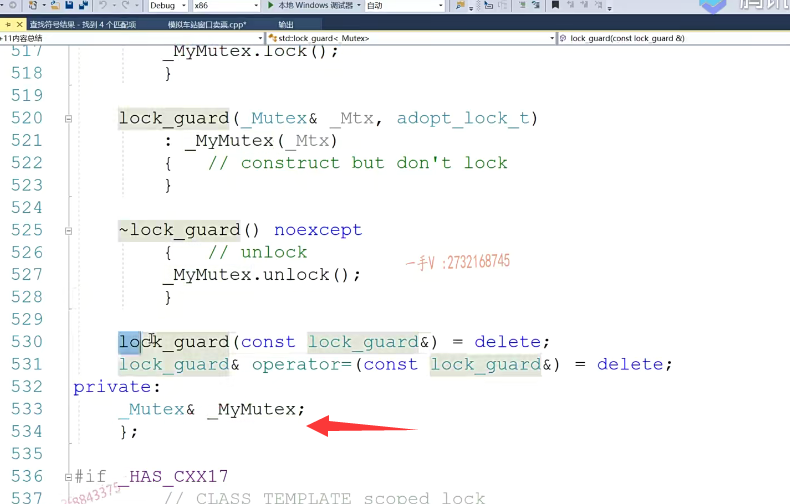 Debug x86 本地 Windows 调试器 自动
查找符号结果 - 找到 4 个匹配项 模拟车站窗口卖票.cpp* 输出
+11内容总结 std::lock_guard<_Mutex> lock_guard(const lock_guard &)
517 _MyMutex.lock();
518 }
519
520 lock_guard(_Mutex& _Mtx, adopt_lock_t)
521 : _MyMutex(_Mtx)
522 { // construct but don't lock
523 }
524
525 ~lock_guard() noexcept
526 { // unlock
527 _MyMutex.unlock();
528 }
529
530 lock_guard(const lock_guard&) = delete;
531 lock_guard& operator=(const lock_guard&) = delete;
532 private:
533 _Mutex& _MyMutex;
534 };
535
536 #if _HAS_CXX17
537 // CLASS TEMPLATE scoped_lock
一手V :2732168745